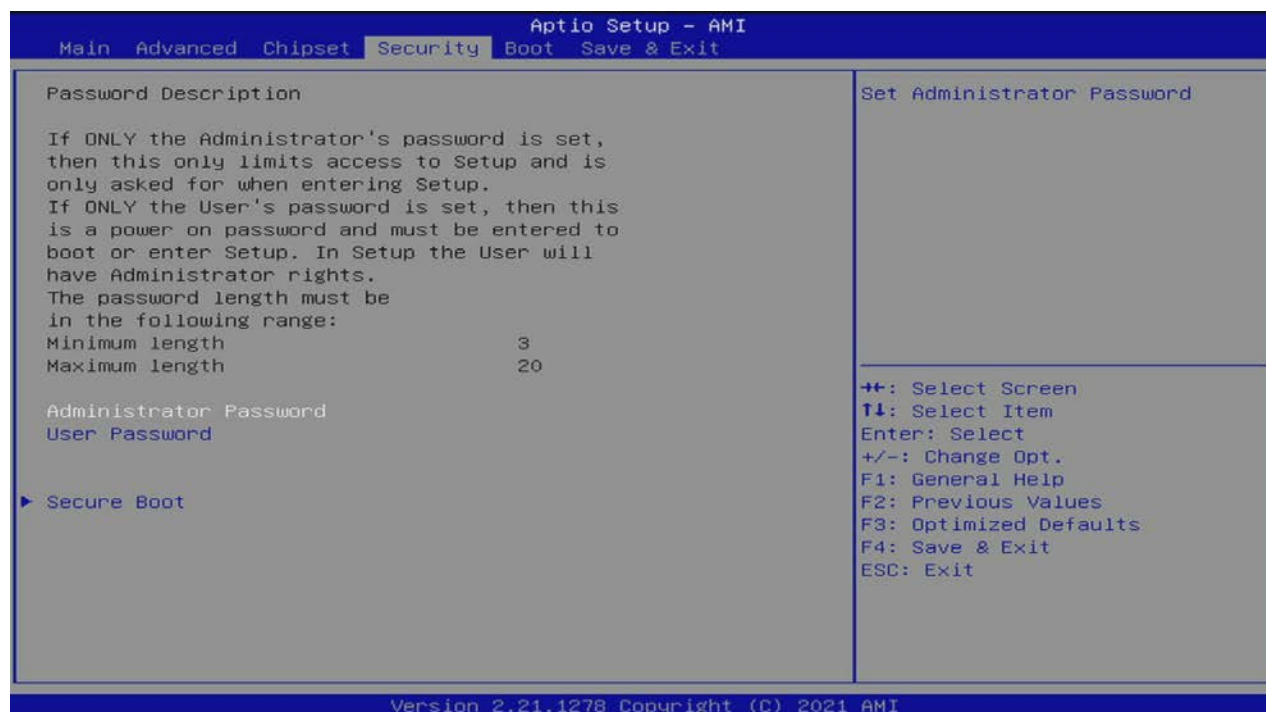 Aptio Setup – AMI
Main Advanced Chipset Security Boot Save & Exit
Password Description
If ONLY the Administrator's password is set,
then this only limits access to Setup and is
only asked for when entering Setup.
If ONLY the User's password is set, then this
is a power on password and must be entered to
boot or enter Setup. In Setup the User will
have Administrator rights.
The password length must be
in the following range:
Minimum length 3
Maximum length 20
Administrator Password
User Password
► Secure Boot
Set Administrator Password
→←: Select Screen
↑↓: Select Item
Enter: Select
+/-: Change Opt.
F1: General Help
F2: Previous Values
F3: Optimized Defaults
F4: Save & Exit
ESC: Exit
Version 2.21.1278 Copyright (C) 2021 AMI